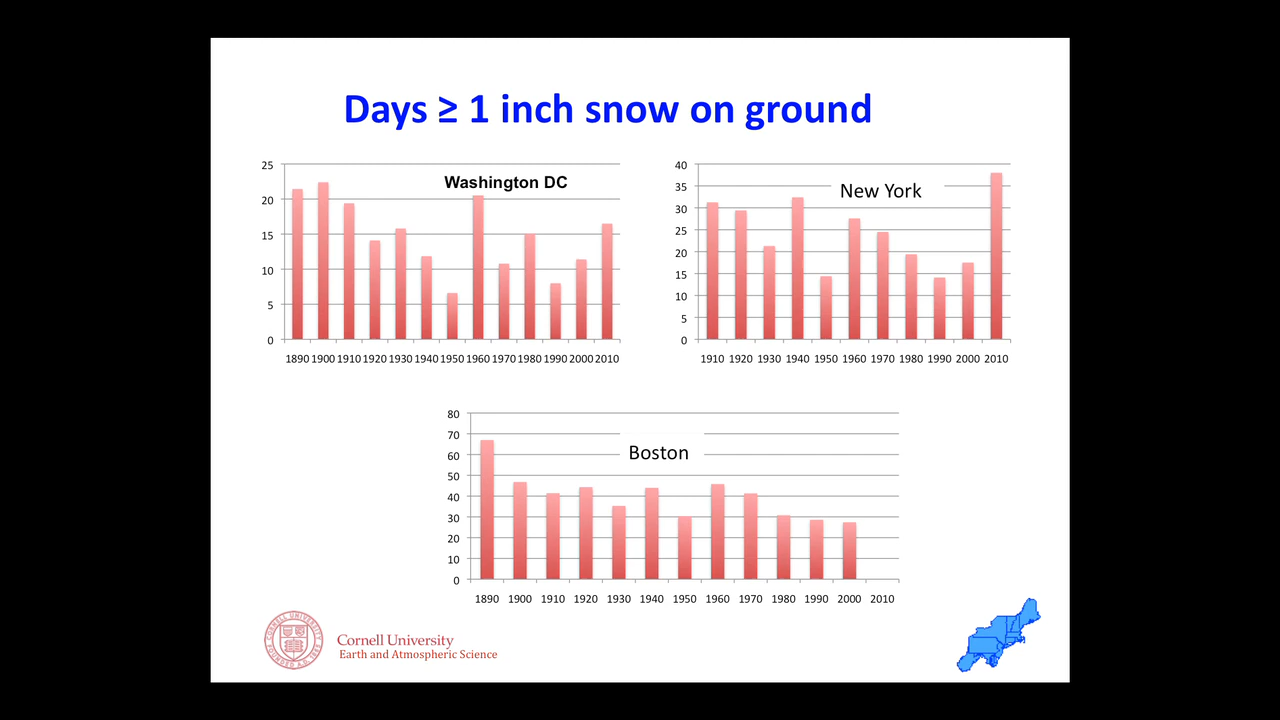 Days ≥ 1 inch snow on ground
Washington DC
25
20
15
10
5
0
1890 1900 1910 1920 1930 1940 1950 1960 1970 1980 1990 2000 2010
New York
40
35
30
25
20
15
10
5
0
1910 1920 1930 1940 1950 1960 1970 1980 1990 2000 2010
Boston
80
70
60
50
40
30
20
10
0
1890 1900 1910 1920 1930 1940 1950 1960 1970 1980 1990 2000 2010
Cornell University
Earth and Atmospheric Science